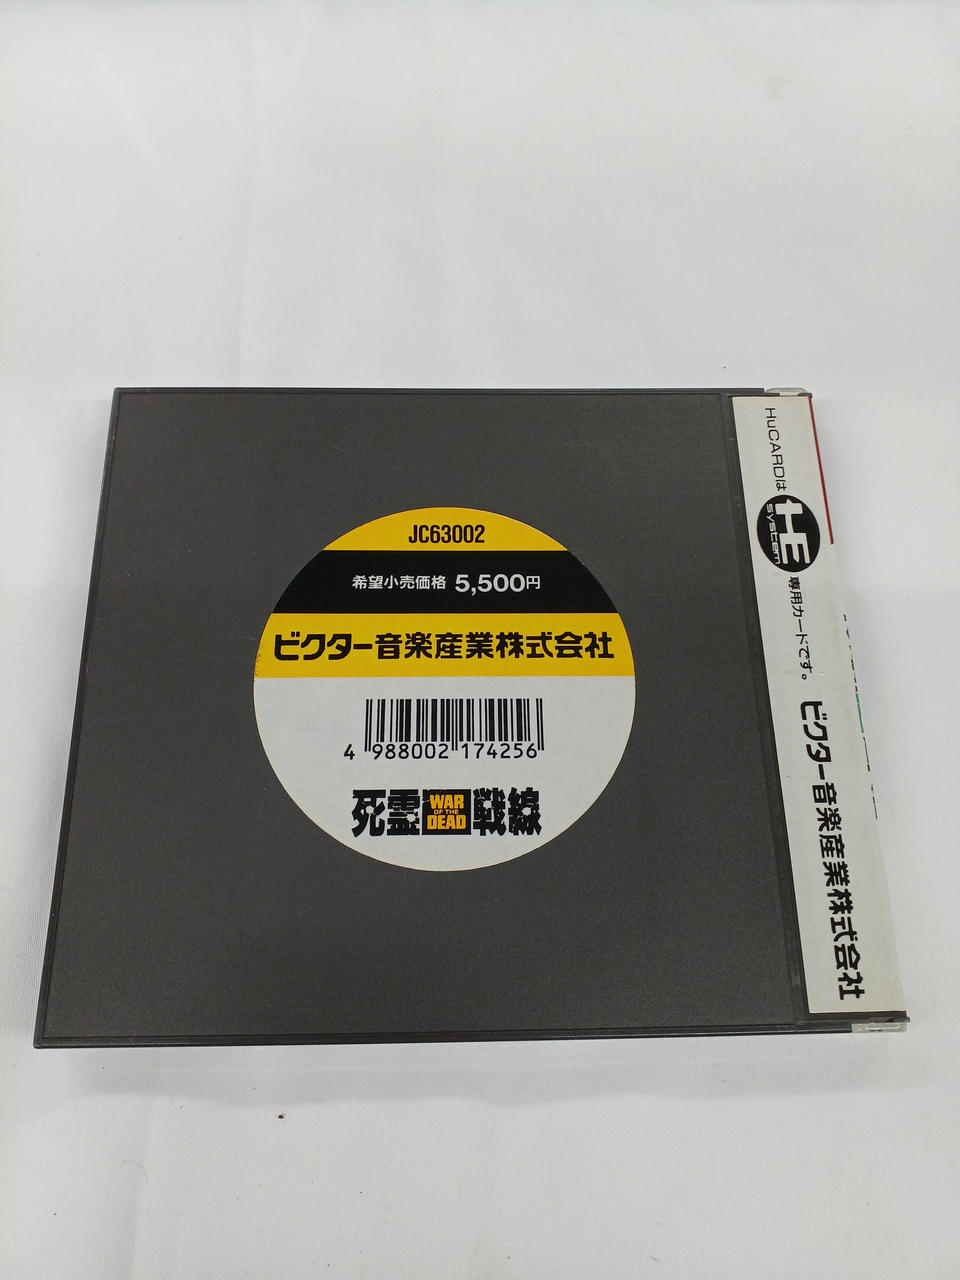 JC63002
希望小売価格 5,500円
ビクター音楽産業株式会社
4 988002 174256
死霊 WAR OF THE DEAD 戦線
HuCARDは HE system 専用カードです。 ビクター音楽産業株式会社